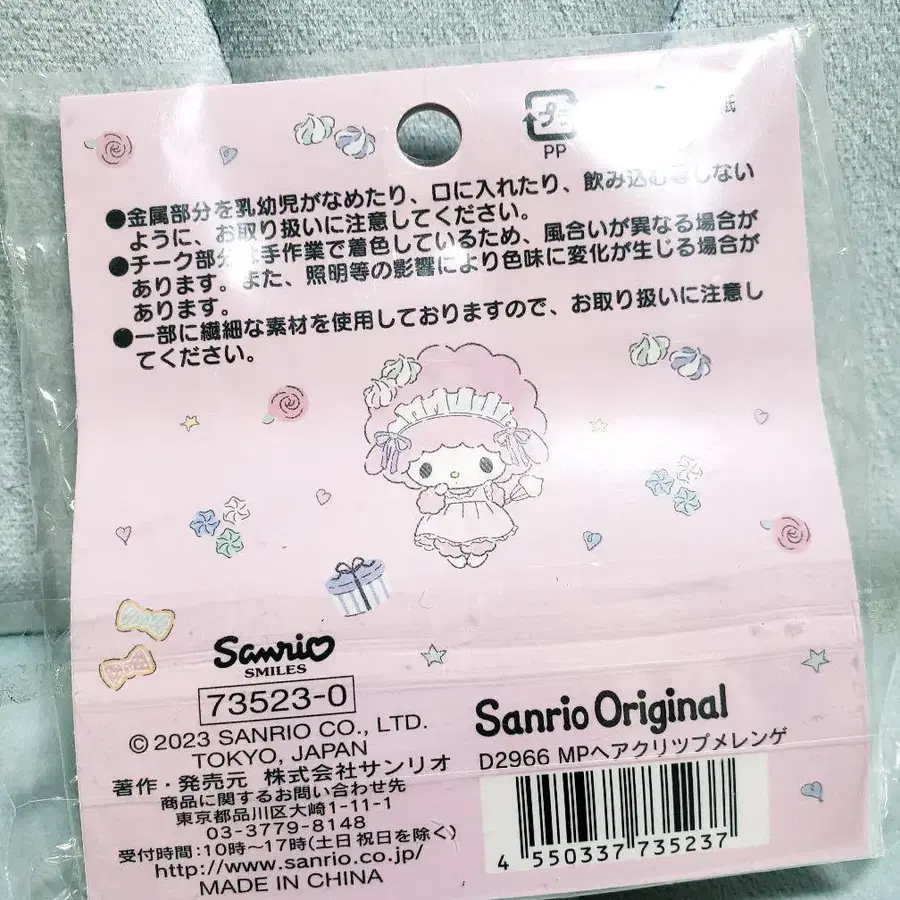 プラ
PP
紙
●金属部分を乳幼児がなめたり、口に入れたり、飲み込む事しない
ように、お取り扱いに注意してください。
●チーク部分は手作業で着色しているため、風合いが異なる場合が
あります。また、照明等の影響により色味に変化が生じる場合が
あります。
●一部に繊細な素材を使用しておりますので、お取り扱いに注意し
てください。
Sanrio
SMILES
73523-0
© 2023 SANRIO CO., LTD.
TOKYO, JAPAN
著作・発売元 株式会社サンリオ
商品に関するお問い合わせ先
東京都品川区大崎1-11-1
03-3779-8148
受付時間:10時〜17時(土日祝日を除く)
http://www.sanrio.co.jp/
MADE IN CHINA
Sanrio Original
D2966 MPヘアクリツプメレンゲ
4 550337 735237